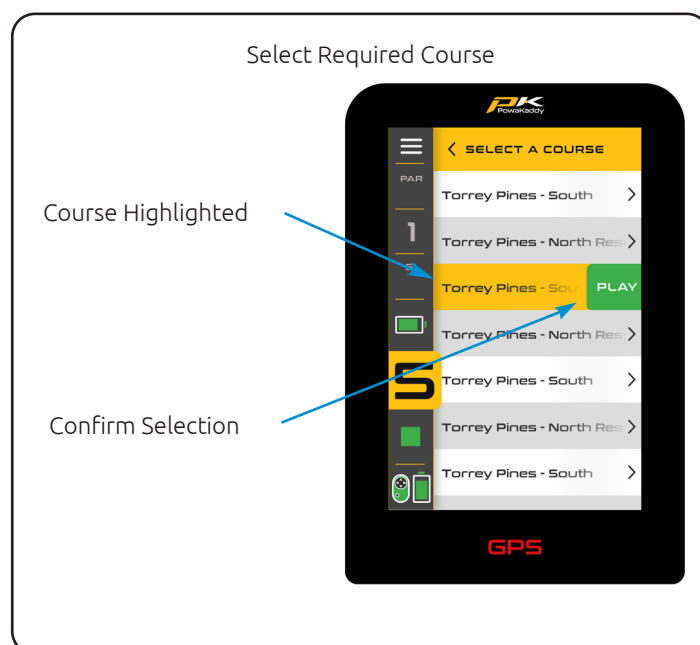 Select Required Course
PK
PowaKaddy
SELECT A COURSE
PAR
Torrey Pines - South
Course Highlighted
1
Torrey Pines - North Res
Torrey Pines - Sou
PLAY
Torrey Pines - North Res
5
Torrey Pines - South
Confirm Selection
Torrey Pines - North Res
Torrey Pines - South
GPS